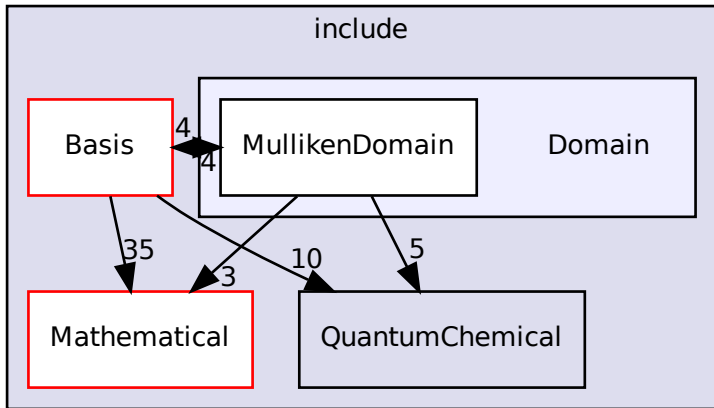 include
Basis
4
4
MullikenDomain
Domain
35
3
10
5
Mathematical
QuantumChemical